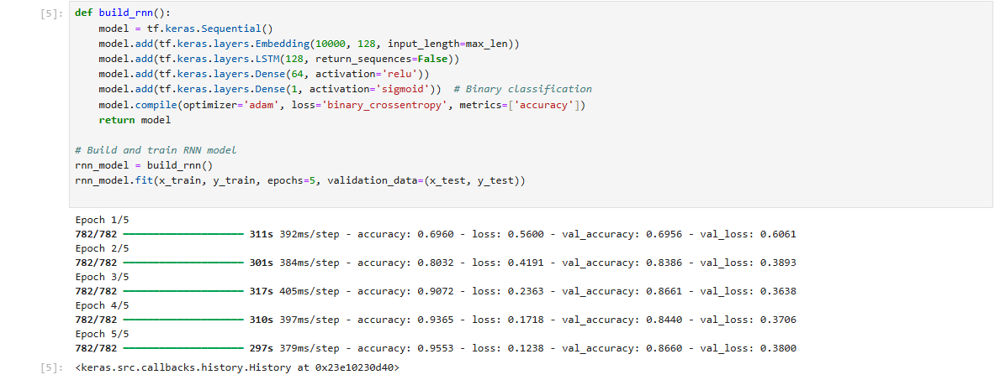 [5]: def build_rnn():
    model = tf.keras.Sequential()
    model.add(tf.keras.layers.Embedding(10000, 128, input_length=max_len))
    model.add(tf.keras.layers.LSTM(128, return_sequences=False))
    model.add(tf.keras.layers.Dense(64, activation='relu'))
    model.add(tf.keras.layers.Dense(1, activation='sigmoid'))  # Binary classification
    model.compile(optimizer='adam', loss='binary_crossentropy', metrics=['accuracy'])
    return model
# Build and train RNN model
rnn_model = build_rnn()
rnn_model.fit(x_train, y_train, epochs=5, validation_data=(x_test, y_test))
Epoch 1/5
782/782 ━━━━━━━━━━━━━━━━━━━━ 311s 392ms/step - accuracy: 0.6960 - loss: 0.5600 - val_accuracy: 0.6956 - val_loss: 0.6061
Epoch 2/5
782/782 ━━━━━━━━━━━━━━━━━━━━ 301s 384ms/step - accuracy: 0.8032 - loss: 0.4191 - val_accuracy: 0.8386 - val_loss: 0.3893
Epoch 3/5
782/782 ━━━━━━━━━━━━━━━━━━━━ 317s 405ms/step - accuracy: 0.9072 - loss: 0.2363 - val_accuracy: 0.8661 - val_loss: 0.3638
Epoch 4/5
782/782 ━━━━━━━━━━━━━━━━━━━━ 310s 397ms/step - accuracy: 0.9365 - loss: 0.1718 - val_accuracy: 0.8440 - val_loss: 0.3706
Epoch 5/5
782/782 ━━━━━━━━━━━━━━━━━━━━ 297s 379ms/step - accuracy: 0.9553 - loss: 0.1238 - val_accuracy: 0.8660 - val_loss: 0.3800
[5]: <keras.src.callbacks.history.History at 0x23e10230d40>